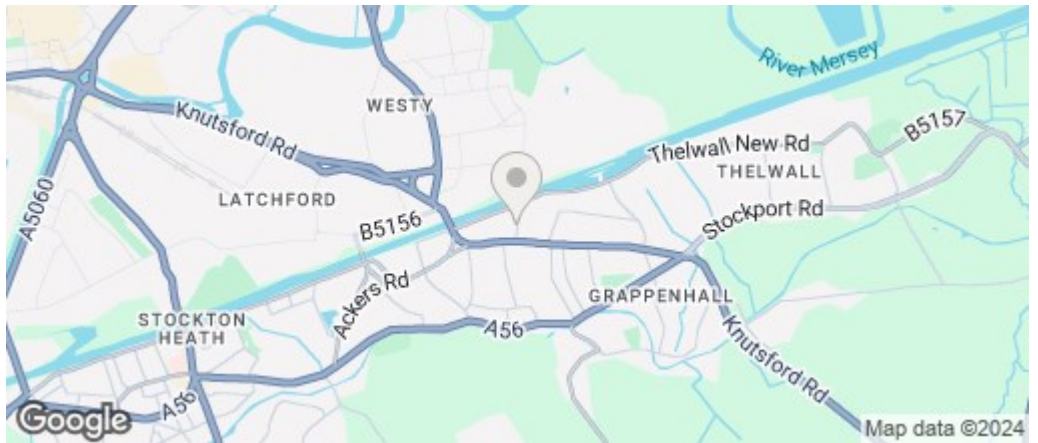 River Mersey
WESTY
Knutsford Rd
B5157
Thelwall New Rd
THELWALL
A5060
LATCHFORD
B5156
Stockport Rd
Ackers Rd
GRAPPENHALL
STOCKTON
HEATH
A56
Knutsford Rd
A56
Google
Map data ©2024